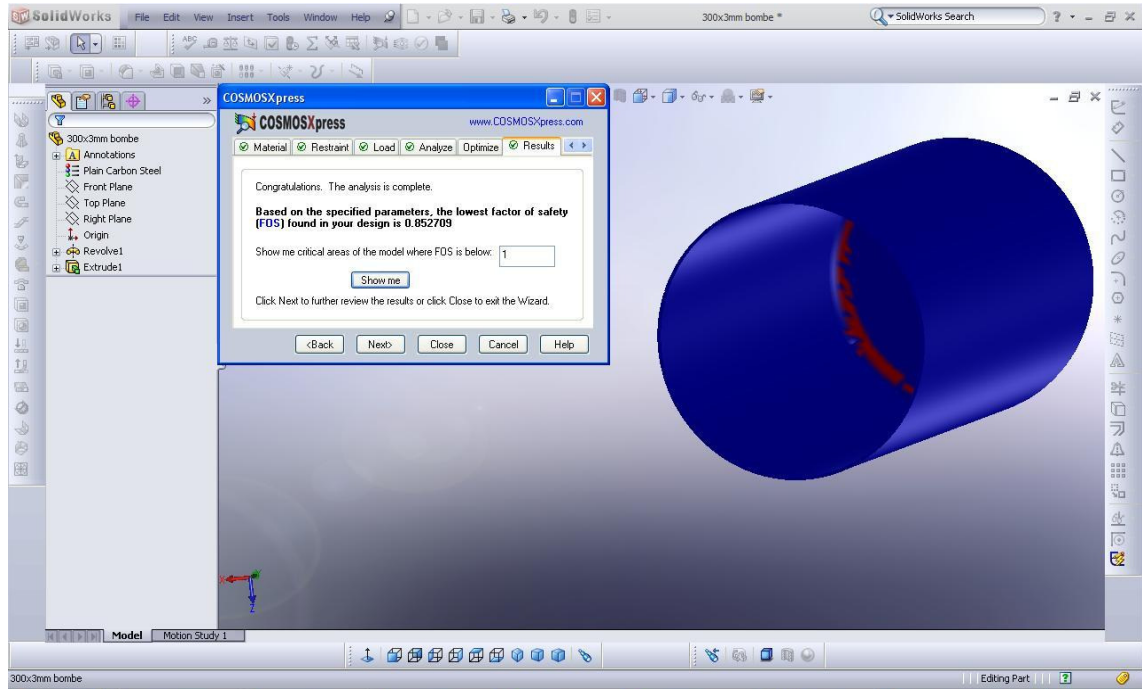 SolidWorks File Edit View Insert Tools Window Help 300x3mm bombe * SolidWorks Search ?
ABC
COSMOSXpress
COSMOSXpress www.COSMOSXpress.com
Material Restraint Load Analyze Optimize Results
300x3mm bombe
Annotations
Plain Carbon Steel
Front Plane
Top Plane
Right Plane
Origin
Revolve1
Extrude1
Congratulations. The analysis is complete.
Based on the specified parameters, the lowest factor of safety
(FOS) found in your design is 0.852709
Show me critical areas of the model where FOS is below: 1
Show me
Click Next to further review the results or click Close to exit the Wizard.
<Back Next> Close Cancel Help
X
Z
Model Motion Study 1
300x3mm bombe Editing Part ?